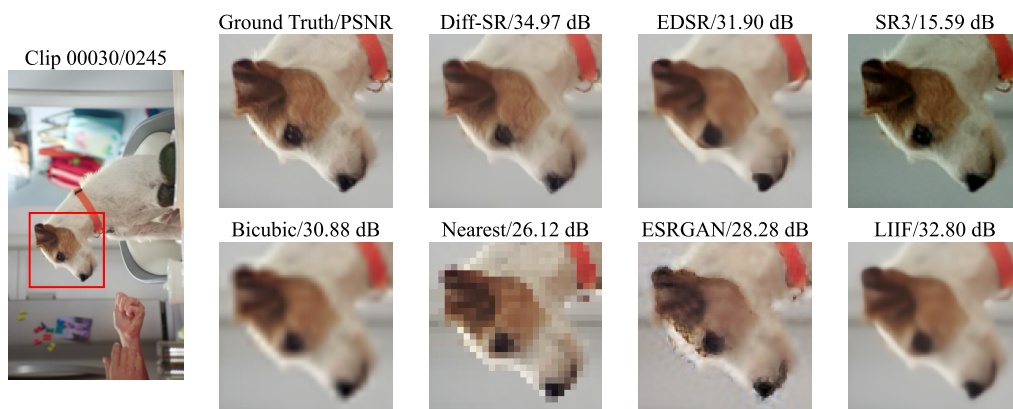 Clip 00030/0245
Ground Truth/PSNR
Diff-SR/34.97 dB
EDSR/31.90 dB
SR3/15.59 dB
Bicubic/30.88 dB
Nearest/26.12 dB
ESRGAN/28.28 dB
LIIF/32.80 dB